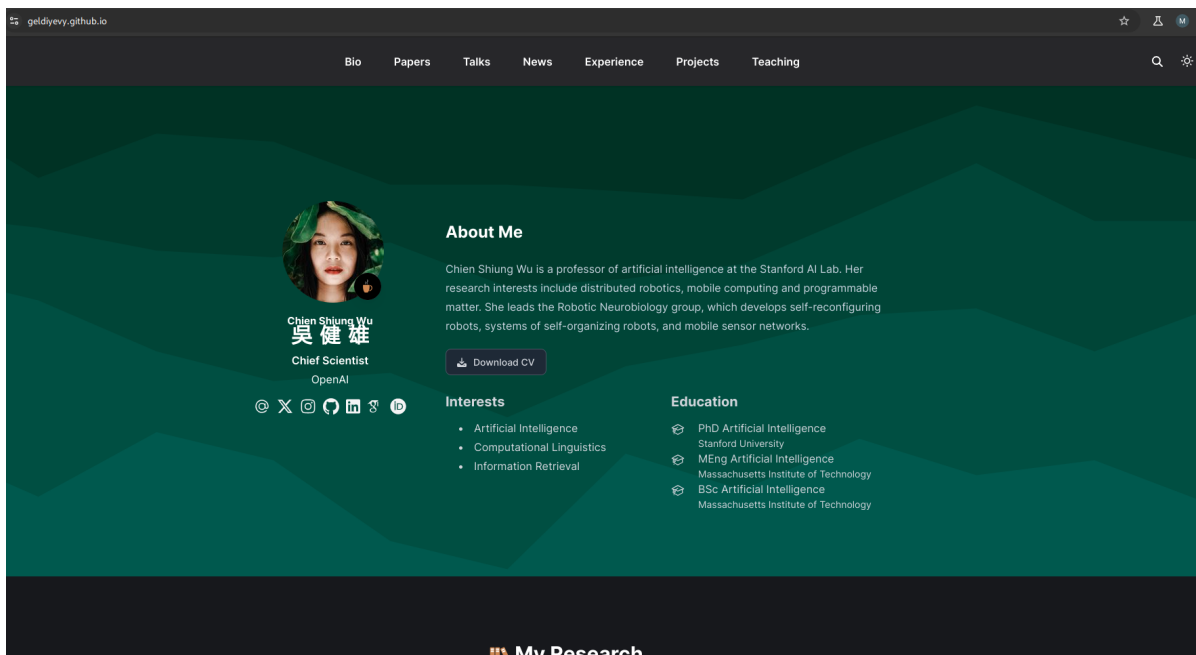 geldiyevy.github.io
M
Bio Papers Talks News Experience Projects Teaching
Chien Shiung Wu
吳健雄
Chief Scientist
OpenAI
About Me
Chien Shiung Wu is a professor of artificial intelligence at the Stanford AI Lab. Her
research interests include distributed robotics, mobile computing and programmable
matter. She leads the Robotic Neurobiology group, which develops self-reconfiguring
robots, systems of self-organizing robots, and mobile sensor networks.
Download CV
Interests
Artificial Intelligence
Computational Linguistics
Information Retrieval
Education
PhD Artificial Intelligence
Stanford University
MEng Artificial Intelligence
Massachusetts Institute of Technology
BSc Artificial Intelligence
Massachusetts Institute of Technology
My Research